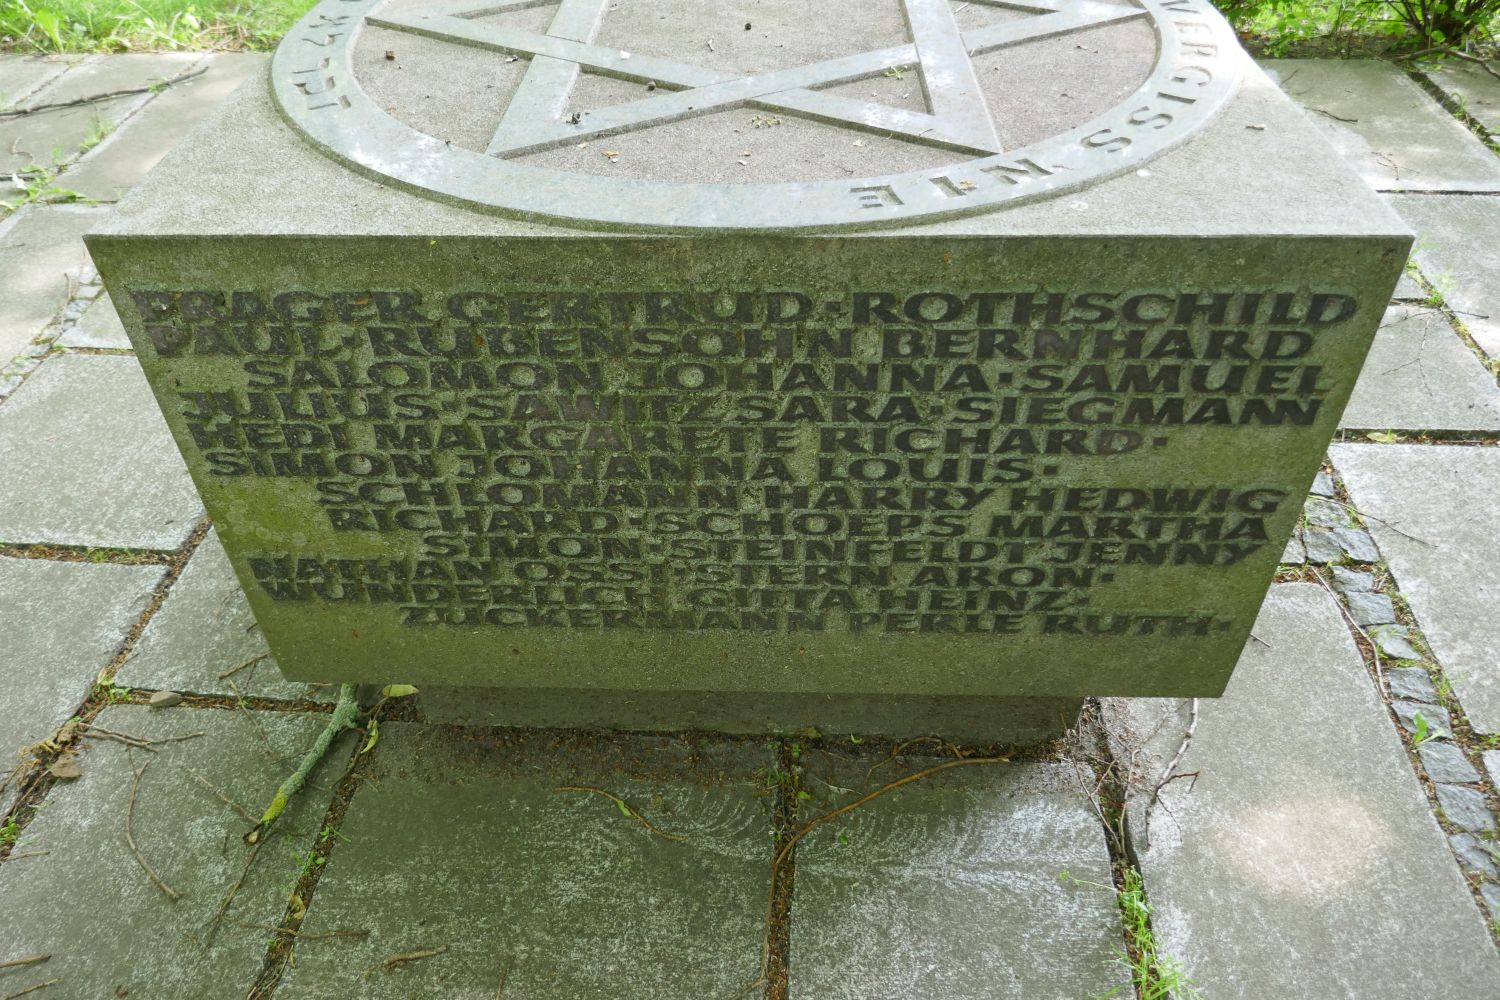 VERGISS NIE
PRAGER GERTRUD · ROTHSCHILD
PAUL · RUBENSOHN BERNHARD
SALOMON JOHANNA · SAMUEL
JULIUS · SAWITZ SARA · SIEGMANN
HEDI MARGARETE RICHARD ·
SIMON JOHANNA LOUIS ·
SCHLOMANN HARRY HEDWIG
RICHARD · SCHOEPS MARTHA
SIMON · STEINFELDT JENNY
NATHAN OSSI · STERN ARON ·
WUNDERLICH GITTA HEINZ ·
ZUCKERMANN PERLE RUTH ·